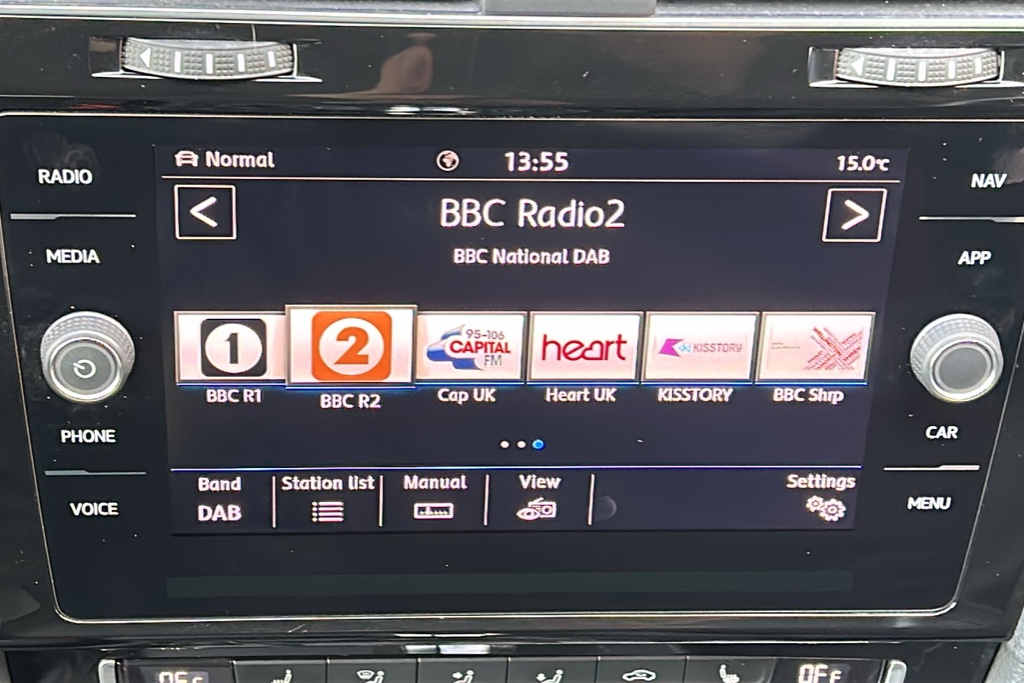 RADIO
MEDIA
PHONE
VOICE
NAV
APP
CAR
MENU
Normal 13:55 15.0℃
< BBC Radio2 >
BBC National DAB
1 2 95-106 CAPITAL FM heart KISSTORY
BBC R1 BBC R2 Cap UK Heart UK KISSTORY BBC Shrp
Band Station list Manual View Settings
DAB
OFF OFF